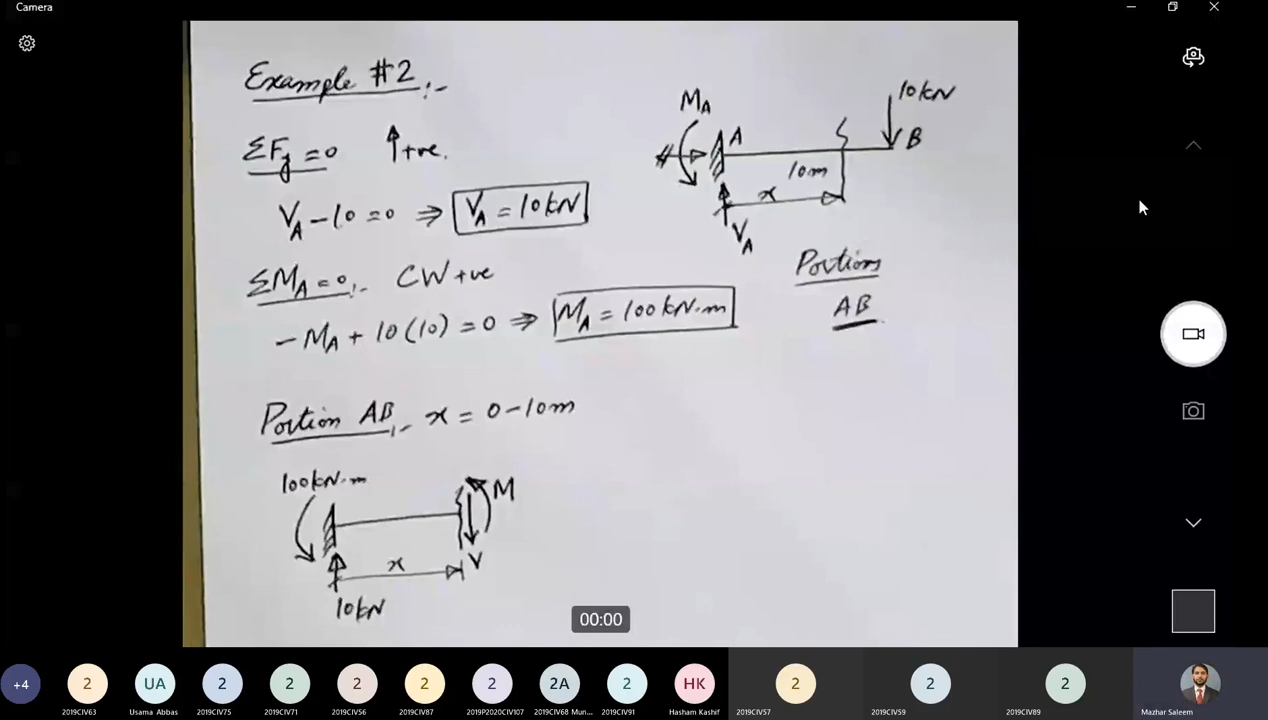 Camera
Example #2:-
ΣFy = 0 ↑+ve.
VA - 10 = 0 ⇒ VA = 10kN
ΣMA = 0:- CW +ve
- MA + 10(10) = 0 ⇒ MA = 100kN.m
Portion AB:- x = 0-10m
100kN.m
M
x
V
10kN
MA
A
10kN
B
10m
x
VA
Portions
AB
00:00
+4
2
UA
2
2
2
2
2
2A
2
HK
2
2
2
2019CIV63
Usama Abbas
2019CIV75
2019CIV71
2019CIV56
2019CIV87
2019P2020CIV107
2019CIV68 Mun...
2019CIV91
Hasham Kashif
2019CIV57
2019CIV59
2019CIV89
Mazhar Saleem